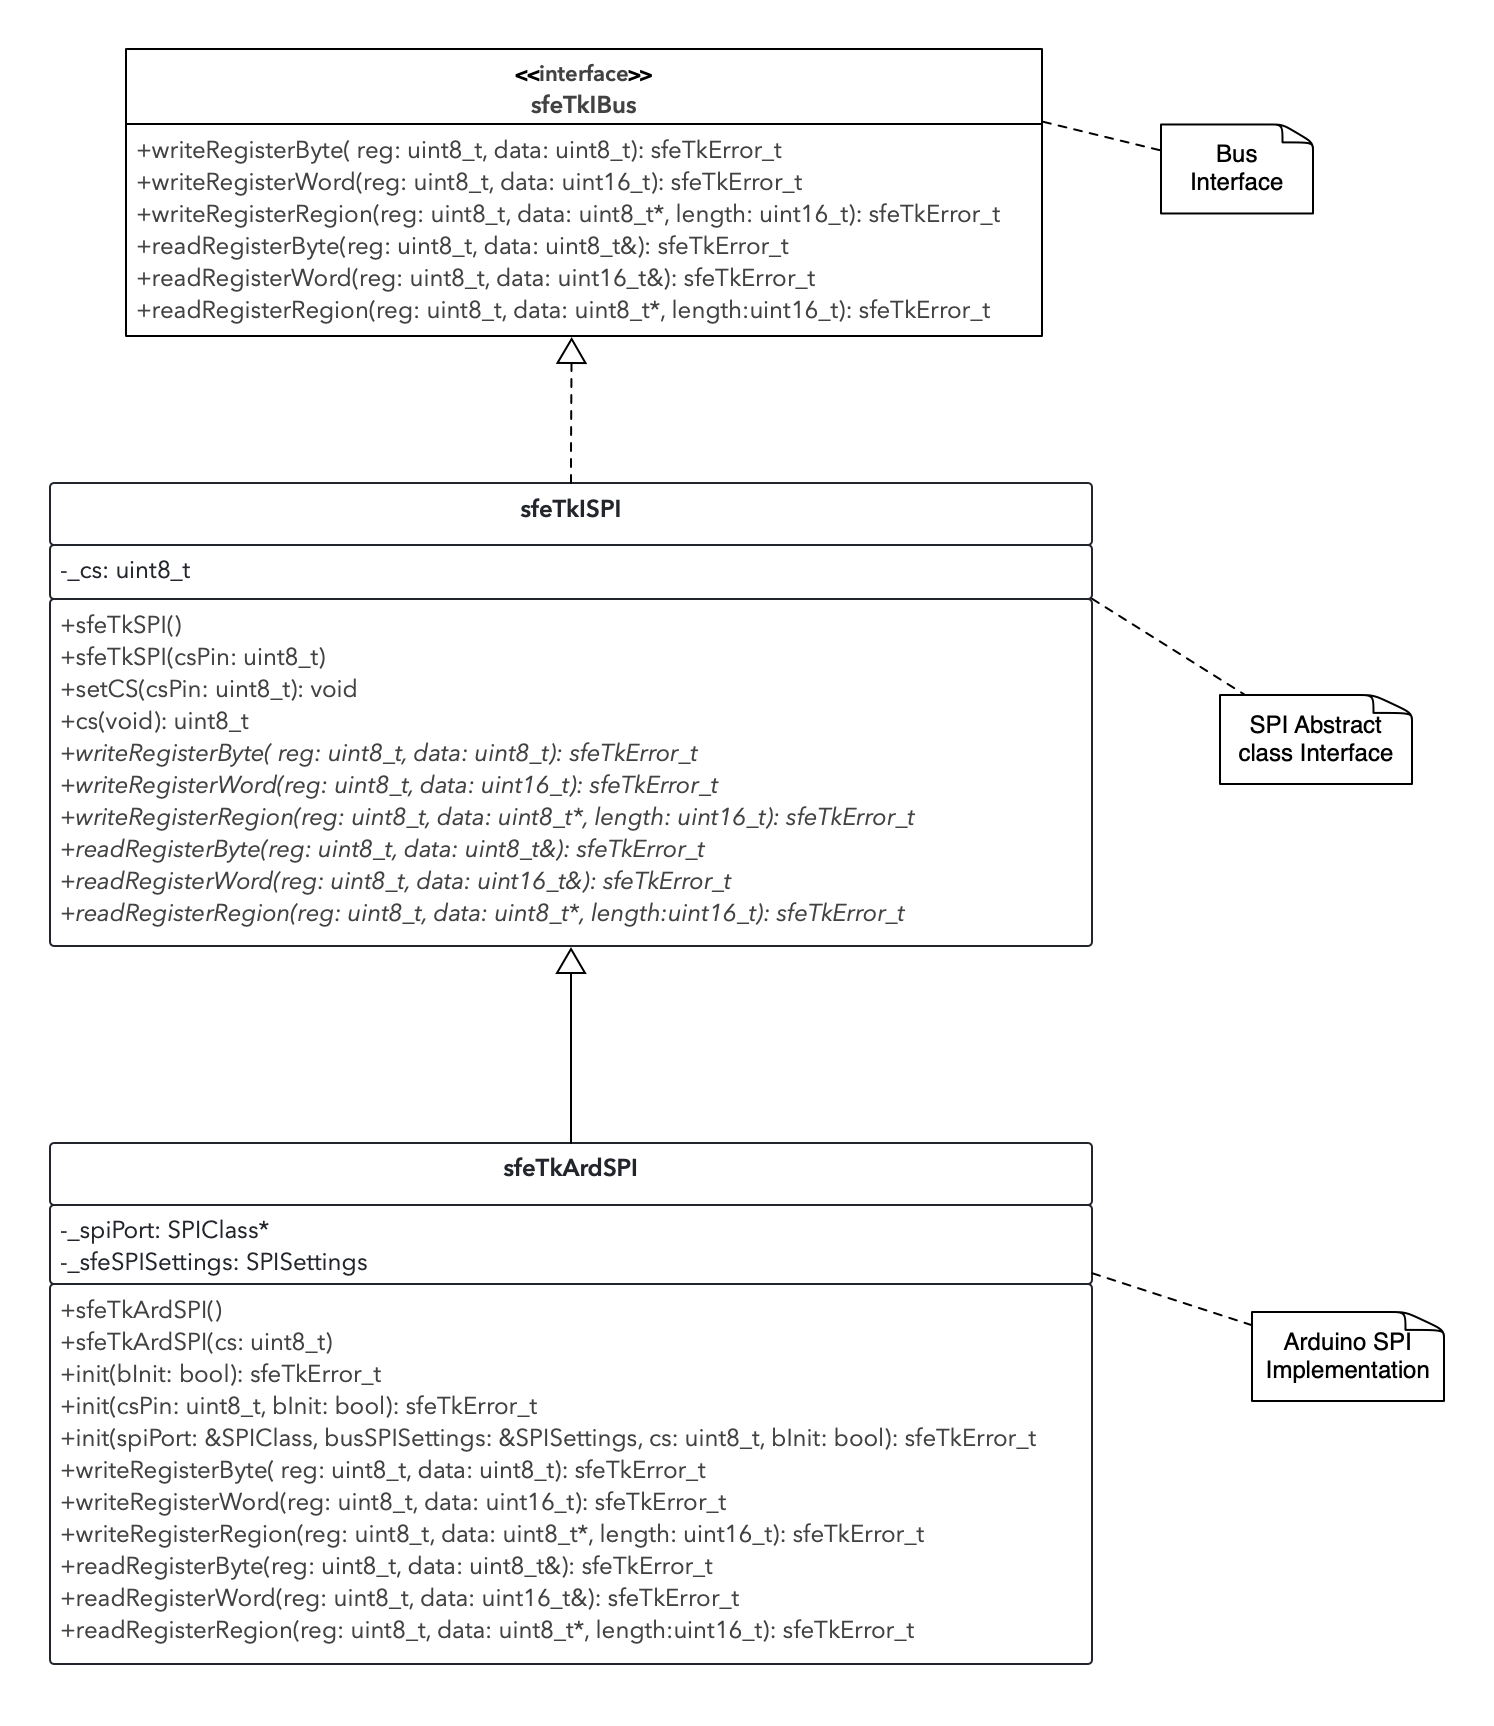 <<interface>>
sfeTkIBus
+writeRegisterByte( reg: uint8_t, data: uint8_t): sfeTkError_t
+writeRegisterWord(reg: uint8_t, data: uint16_t): sfeTkError_t
+writeRegisterRegion(reg: uint8_t, data: uint8_t*, length: uint16_t): sfeTkError_t
+readRegisterByte(reg: uint8_t, data: uint8_t&): sfeTkError_t
+readRegisterWord(reg: uint8_t, data: uint16_t&): sfeTkError_t
+readRegisterRegion(reg: uint8_t, data: uint8_t*, length:uint16_t): sfeTkError_t
Bus
Interface
sfeTkISPI
-_cs: uint8_t
+sfeTkSPI()
+sfeTkSPI(csPin: uint8_t)
+setCS(csPin: uint8_t): void
+cs(void): uint8_t
+writeRegisterByte( reg: uint8_t, data: uint8_t): sfeTkError_t
+writeRegisterWord(reg: uint8_t, data: uint16_t): sfeTkError_t
+writeRegisterRegion(reg: uint8_t, data: uint8_t*, length: uint16_t): sfeTkError_t
+readRegisterByte(reg: uint8_t, data: uint8_t&): sfeTkError_t
+readRegisterWord(reg: uint8_t, data: uint16_t&): sfeTkError_t
+readRegisterRegion(reg: uint8_t, data: uint8_t*, length:uint16_t): sfeTkError_t
SPI Abstract
class Interface
sfeTkArdSPI
-_spiPort: SPIClass*
-_sfeSPISettings: SPISettings
+sfeTkArdSPI()
+sfeTkArdSPI(cs: uint8_t)
+init(bInit: bool): sfeTkError_t
+init(csPin: uint8_t, bInit: bool): sfeTkError_t
+init(spiPort: &SPIClass, busSPISettings: &SPISettings, cs: uint8_t, bInit: bool): sfeTkError_t
+writeRegisterByte( reg: uint8_t, data: uint8_t): sfeTkError_t
+writeRegisterWord(reg: uint8_t, data: uint16_t): sfeTkError_t
+writeRegisterRegion(reg: uint8_t, data: uint8_t*, length: uint16_t): sfeTkError_t
+readRegisterByte(reg: uint8_t, data: uint8_t&): sfeTkError_t
+readRegisterWord(reg: uint8_t, data: uint16_t&): sfeTkError_t
+readRegisterRegion(reg: uint8_t, data: uint8_t*, length:uint16_t): sfeTkError_t
Arduino SPI
Implementation